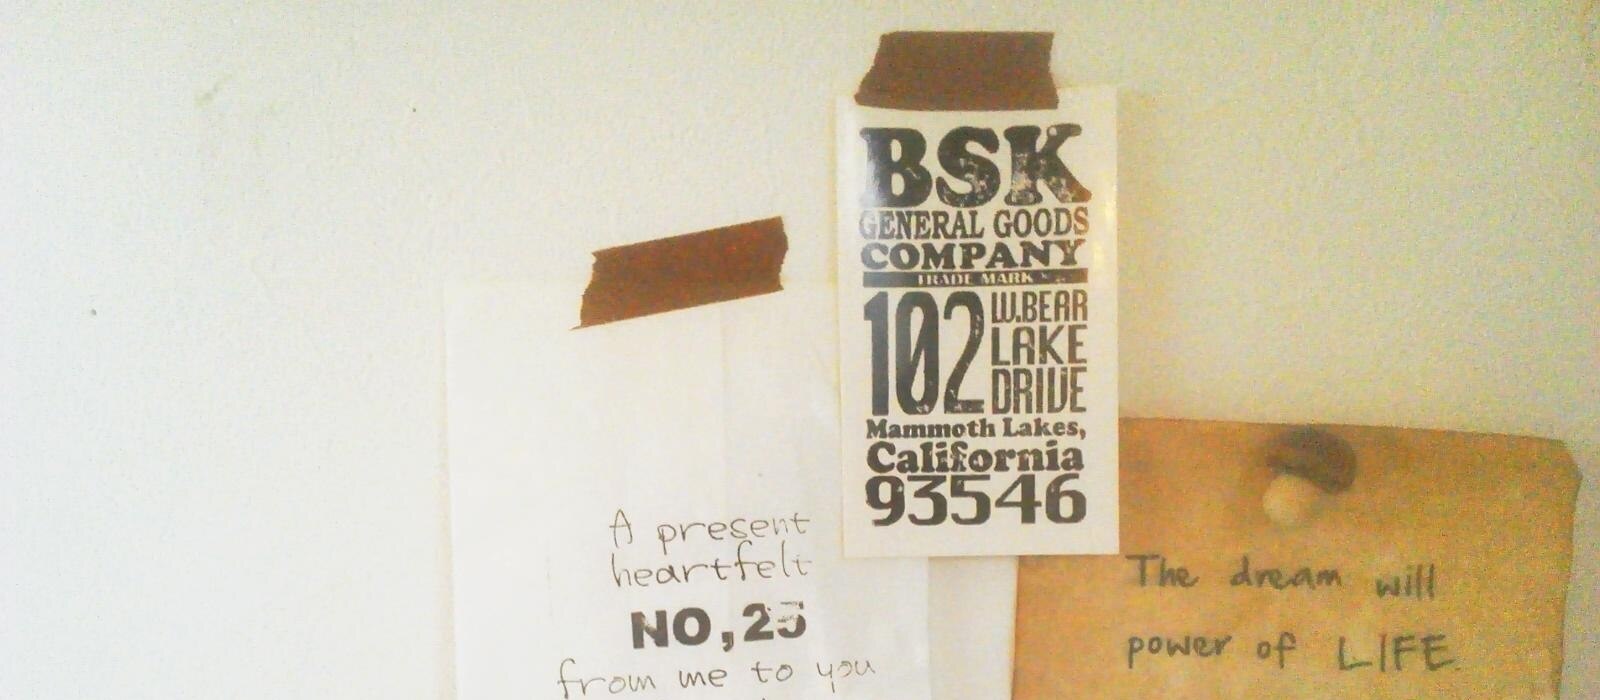 BSK
GENERAL GOODS
COMPANY
TRADE MARK
102
W.BEAR
LAKE
DRIVE
Mammoth Lakes,
California
93546
A present
heartfelt
NO,25
from me to you
The dream will
power of LIFE